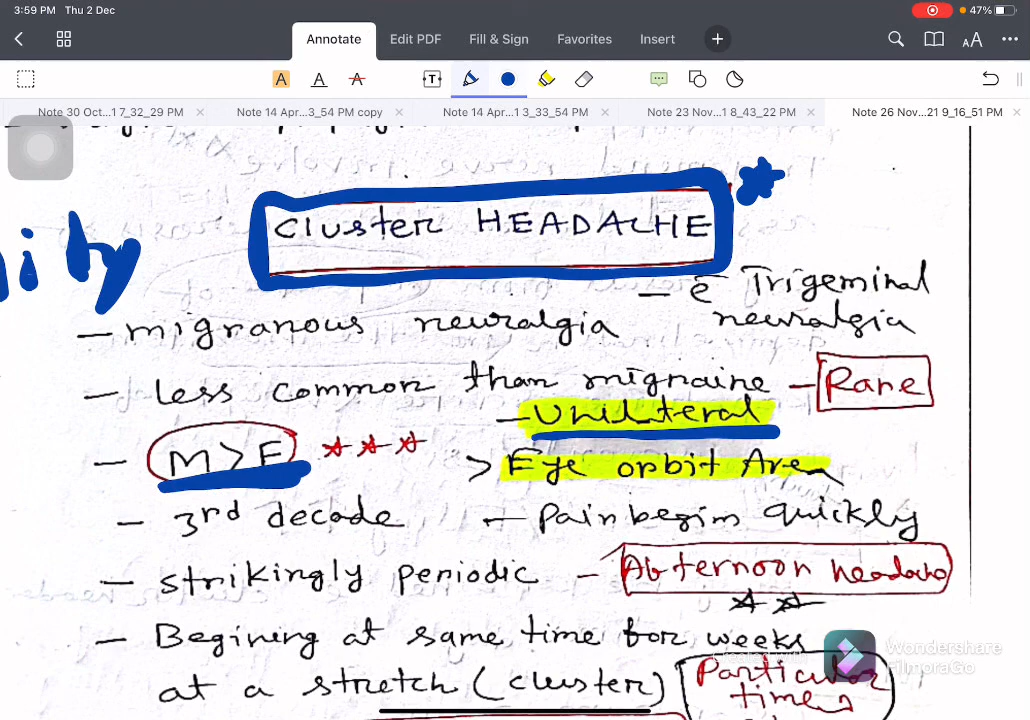 3:59 PM Thu 2 Dec 47%
Annotate Edit PDF Fill & Sign Favorites Insert
Note 30 Oct...1 7_32_29 PM Note 14 Apr...3_54 PM copy Note 14 Apr...1 3_33_54 PM Note 23 Nov...1 8_43_22 PM Note 26 Nov...21 9_16_51 PM
Cluster HEADACHE
— c̄ Trigeminal
— migranous neuralgia neuralgia
— less common than migraine — Rare
— Unilateral
— M>F > Eye orbit Area
— 3rd decade — Pain begin quickly
— strikingly periodic — Afternoon headache
— Begining at same time for weeks
at a stretch (cluster) Particular
time
Created with
Wondershare
FilmoraGo